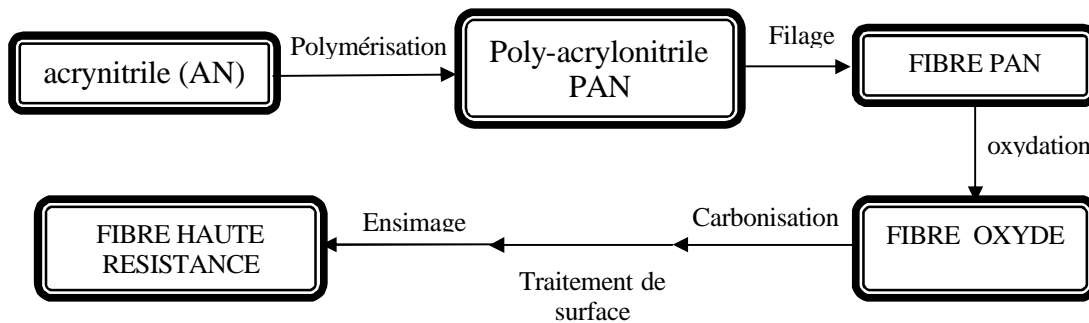 acrynitrile (AN)
Polymérisation
Poly-acrylonitrile
PAN
Filage
FIBRE PAN
oxydation
FIBRE OXYDE
Carbonisation
Traitement de
surface
Ensimage
FIBRE HAUTE
RESISTANCE